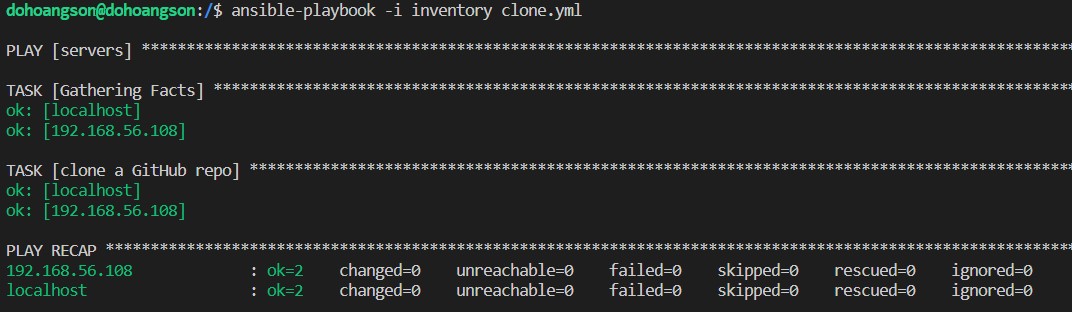 dohoangson@dohoangson:/$ ansible-playbook -i inventory clone.yml
PLAY [servers] ******************************************************************************************************
TASK [Gathering Facts] **********************************************************************************************
ok: [localhost]
ok: [192.168.56.108]
TASK [clone a GitHub repo] ******************************************************************************************
ok: [localhost]
ok: [192.168.56.108]
PLAY RECAP **********************************************************************************************************
192.168.56.108             : ok=2    changed=0    unreachable=0    failed=0    skipped=0    rescued=0    ignored=0
localhost                  : ok=2    changed=0    unreachable=0    failed=0    skipped=0    rescued=0    ignored=0